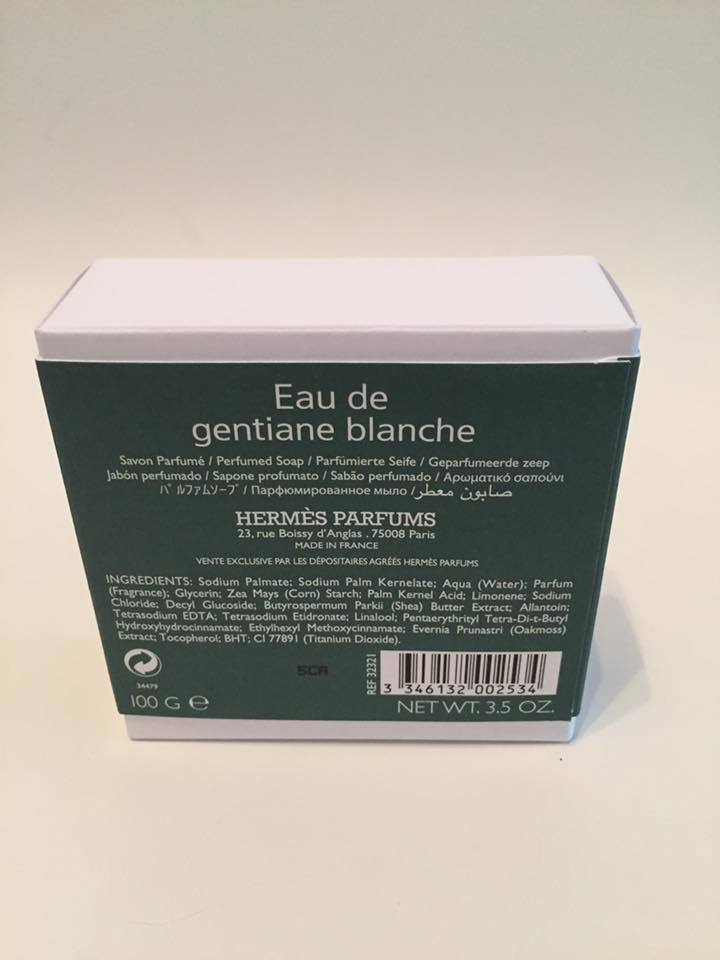 Eau de
gentiane blanche
Savon Parfumé / Perfumed Soap / Parfümierte Seife / Geparfumeerde zeep
Jabón perfumado / Sapone profumato / Sabão perfumado / Αρωματικό σαπούνι
パルファムソープ / Парфюмированное мыло / صابون معطر
HERMÈS PARFUMS
23, rue Boissy d'Anglas . 75008 Paris
MADE IN FRANCE
VENTE EXCLUSIVE PAR LES DÉPOSITAIRES AGRÉÉS HERMÈS PARFUMS
INGREDIENTS: Sodium Palmate; Sodium Palm Kernelate; Aqua (Water); Parfum
(Fragrance); Glycerin; Zea Mays (Corn) Starch; Palm Kernel Acid; Limonene; Sodium
Chloride; Decyl Glucoside; Butyrospermum Parkii (Shea) Butter Extract; Allantoin;
Tetrasodium EDTA; Tetrasodium Etidronate; Linalool; Pentaerythrityl Tetra-Di-t-Butyl
Hydroxyhydrocinnamate; Ethylhexyl Methoxycinnamate; Evernia Prunastri (Oakmoss)
Extract; Tocopherol; BHT; CI 77891 (Titanium Dioxide).
34479
100 G e
5CA
REF 32321
3 346132 002534
NET WT. 3.5 OZ.